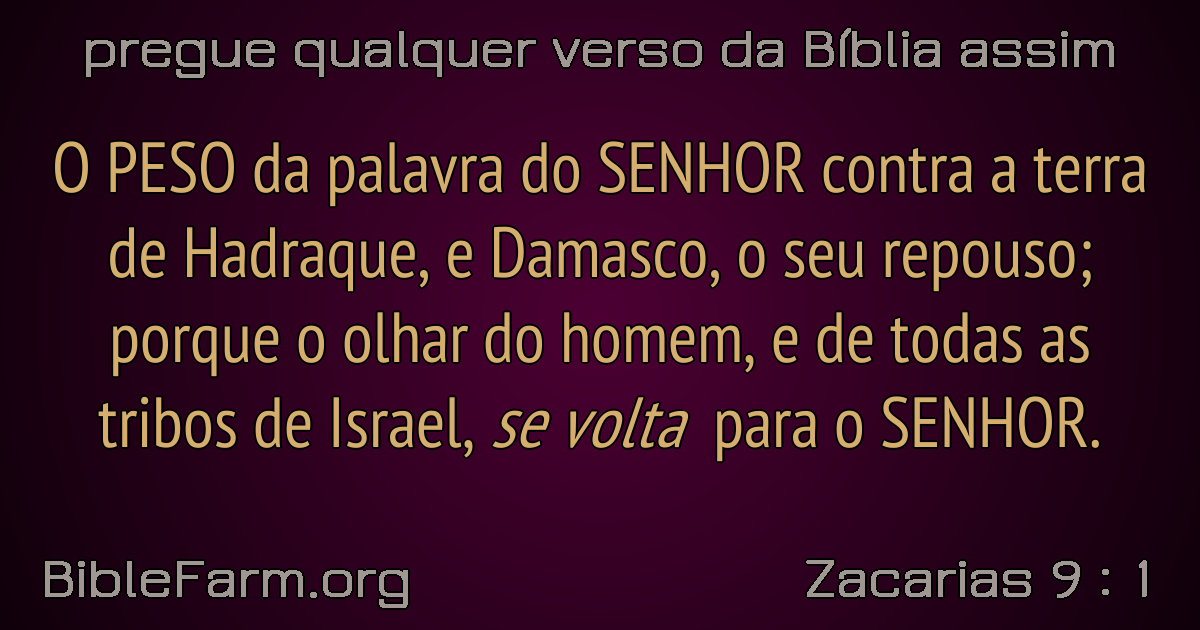 pregue qualquer verso da Bíblia assim
O PESO da palavra do SENHOR contra a terra
de Hadraque, e Damasco, o seu repouso;
porque o olhar do homem, e de todas as
tribos de Israel, se volta para o SENHOR.
BibleFarm.org
Zacarias 9 : 1